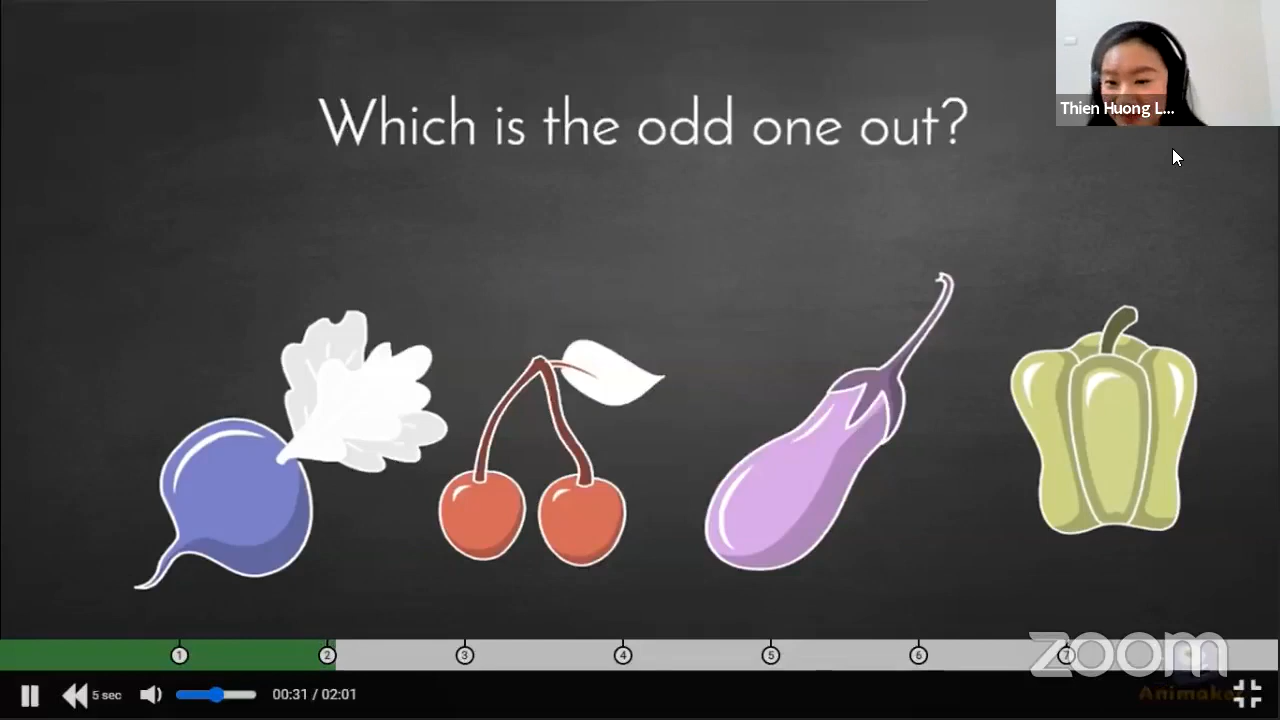 Which is the odd one out?
Thien Huong L...
1 2 3 4 5 6 7
zoom
5 sec 00:31 / 02:01
Animaker